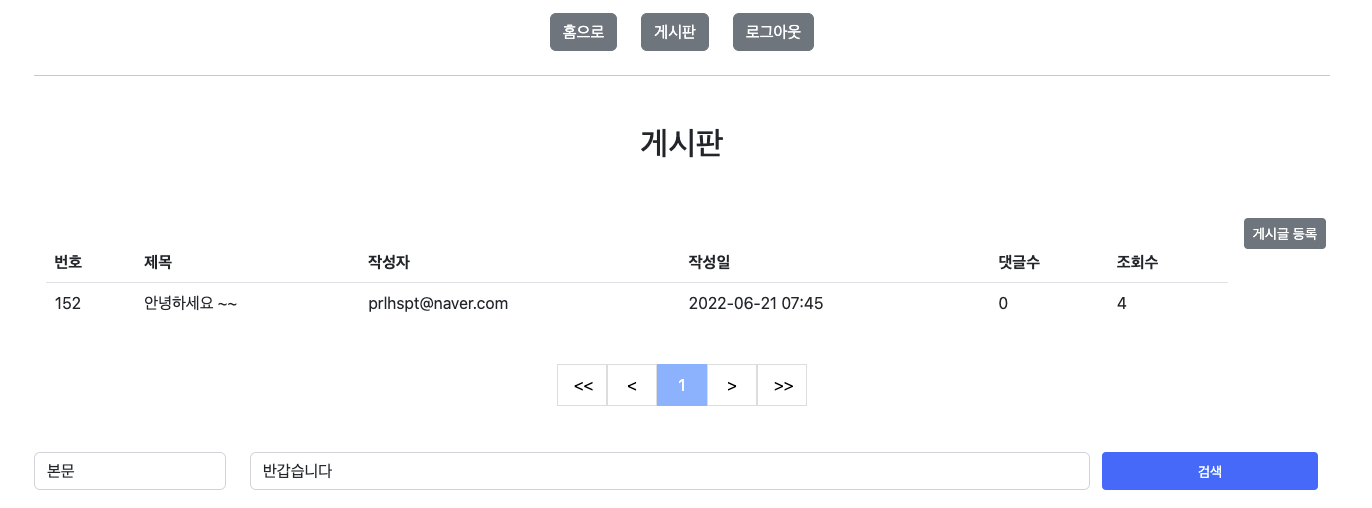 홈으로 게시판 로그아웃
게시판
게시글 등록
번호 제목 작성자 작성일 댓글수 조회수
152 안녕하세요 ~~ prlhspt@naver.com 2022-06-21 07:45 0 4
<< < 1 > >>
본문 반갑습니다 검색